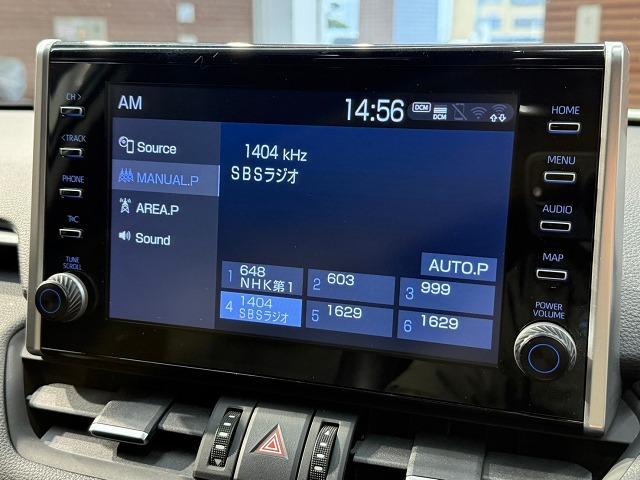 AM
14:56
DCM
DCM
CH >
< TRACK
PHONE
TUNE
SCROLL
HOME
MENU
AUDIO
MAP
POWER
VOLUME
Source
MANUAL.P
AREA.P
Sound
1404 kHz
SBSラジオ
AUTO.P
1 648
NHK第1
2 603
3 999
4 1404
SBSラジオ
5 1629
6 1629